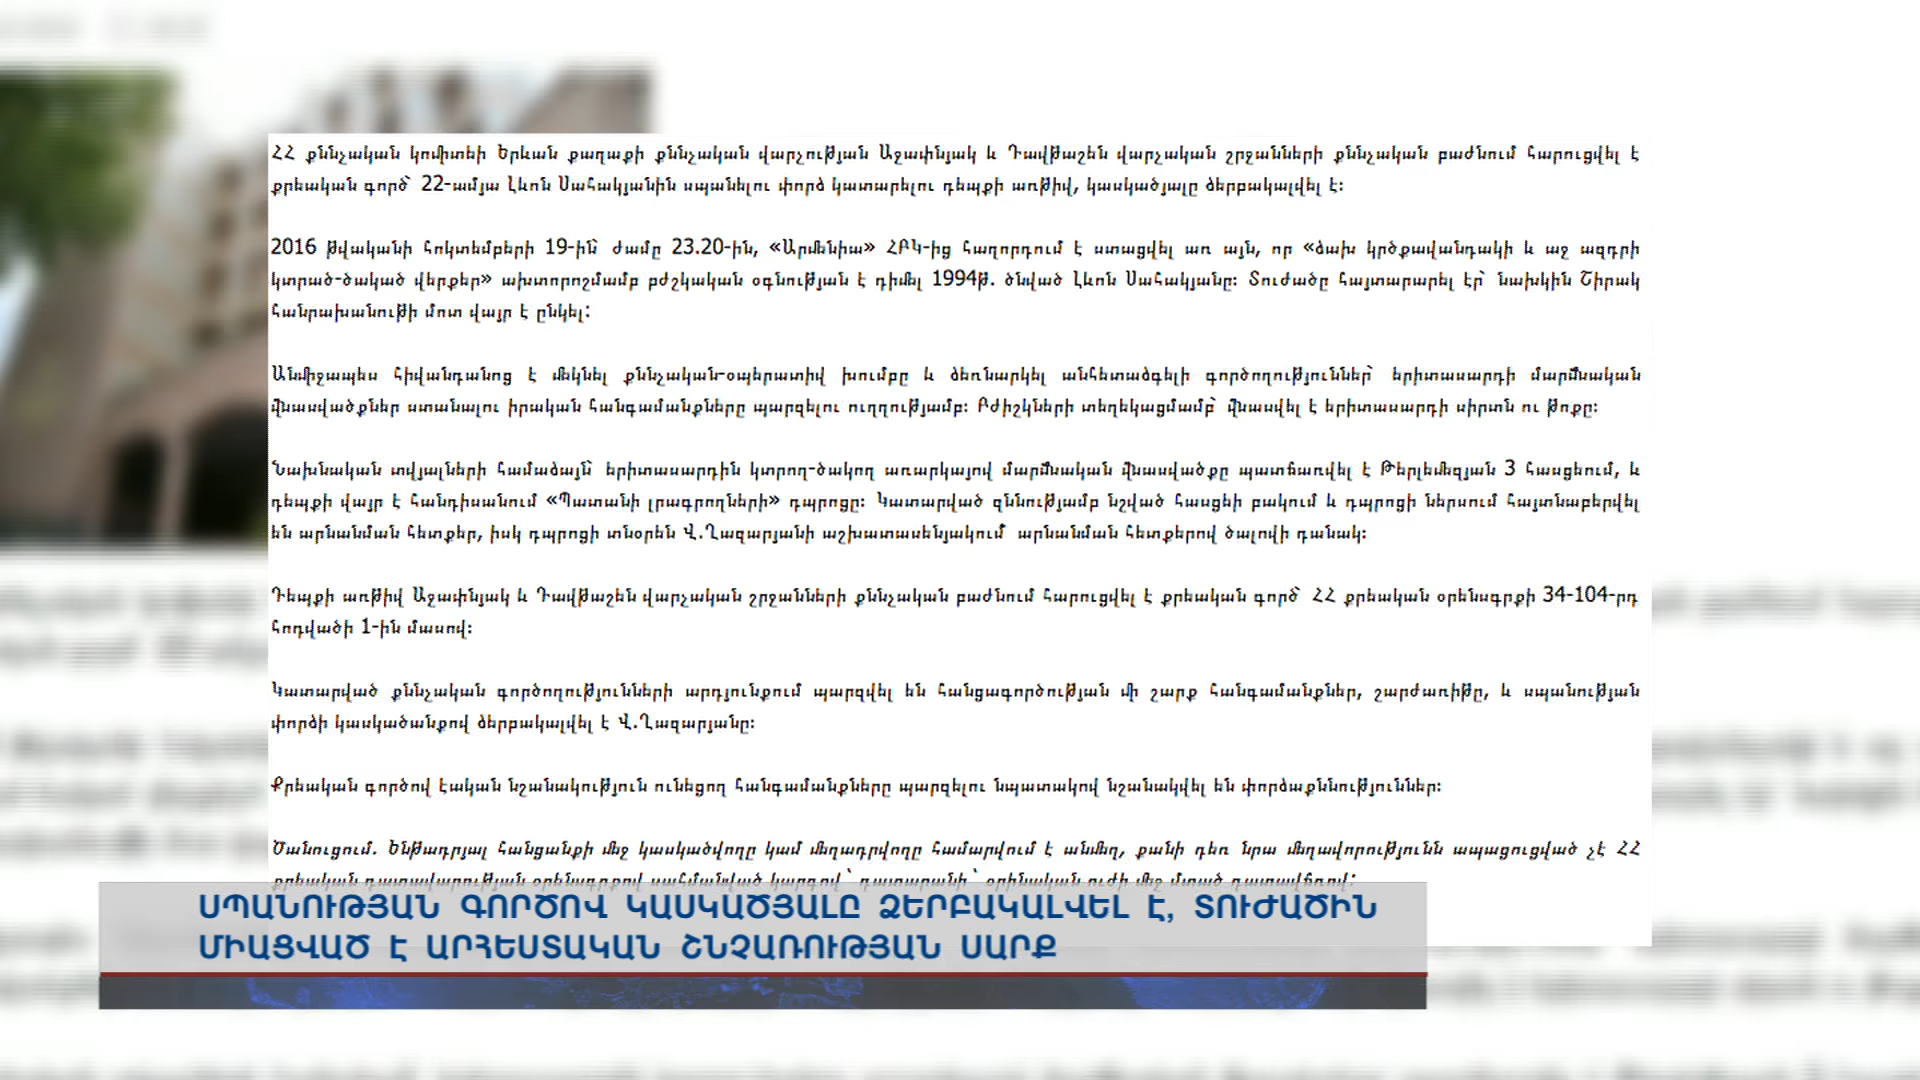 ՀՀ քննչական կոմիտեի Երևան քաղաքի քննչական վարչության Աջափնյակ և Դավթաշեն վարչական շրջանների քննչական բաժնում հարուցվել է
քրեական գործ՝ 22-ամյա Լևոն Սահակյանին սպանելու փորձ կատարելու դեպքի առթիվ, կասկածյալը ձերբակալվել է:
2016 թվականի հոկտեմբերի 19-ին՝ ժամը 23.20-ին, «Արմենիա» ՀԲԿ-ից հաղորդում է ստացվել առ այն, որ «ձախ կրծքավանդակի և աջ ազդրի
կտրած-ծակած վերքեր» ախտորոշմամբ բժշկական օգնության է դիմել 1994թ. ծնված Լևոն Սահակյանը: Տուժածը հայտարարել էր՝ նախկին Շիրակ
հանրախանութի մոտ վայր է ընկել:
Անմիջապես հիվանդանոց է մեկնել քննչական-օպերատիվ խումբը և ձեռնարկել անհետաձգելի գործողություններ՝ երիտասարդի մարմնական
վնասվածքներ ստանալու իրական հանգամանքները պարզելու ուղղությամբ: Բժիշկների տեղեկացմամբ՝ վնասվել է երիտասարդի սիրտն ու թոքը:
Նախնական տվյալների համաձայն՝ երիտասարդին կտրող-ծակող առարկայով մարմնական վնասվածքը պատճառվել է Թերլեմեզյան 3 հասցեում, և
դեպքի վայր է հանդիսանում «Պատանի լրագրողների» դպրոցը: Կատարված զննությամբ նշված հասցեի բակում և դպրոցի ներսում հայտնաբերվել
են արնանման հետքեր, իսկ դպրոցի տնօրեն Վ.Ղազարյանի աշխատասենյակում՝ արնանման հետքերով ծալովի դանակ:
Դեպքի առթիվ Աջափնյակ և Դավթաշեն վարչական շրջանների քննչական բաժնում հարուցվել է քրեական գործ՝ ՀՀ քրեական օրենսգրքի 34-104-րդ
հոդվածի 1-ին մասով:
Կատարված քննչական գործողությունների արդյունքում պարզվել են հանցագործության մի շարք հանգամանքներ, շարժառիթը, և սպանության
փորձի կասկածանքով ձերբակալվել է Վ.Ղազարյանը:
Քրեական գործով էական նշանակություն ունեցող հանգամանքները պարզելու նպատակով նշանակվել են փորձաքննություններ:
Ծանուցում. Ենթադրյալ հանցանքի մեջ կասկածվողը կամ մեղադրվողը համարվում է անմեղ, քանի դեռ նրա մեղավորությունն ապացուցված չէ ՀՀ
քրեական դատավարության օրենսգրքով սահմանված կարգով՝ դատարանի՝ օրինական ուժի մեջ մտած դատավճռով:
ՍՊԱՆՈՒԹՅԱՆ ԳՈՐԾՈՎ ԿԱՍԿԱԾՅԱԼԸ ՁԵՐԲԱԿԱԼՎԵԼ Է, ՏՈՒԺԱԾԻՆ
ՄԻԱՑՎԱԾ Է ԱՐՀԵՍՏԱԿԱՆ ՇՆՉԱՌՈՒԹՅԱՆ ՍԱՐՔ